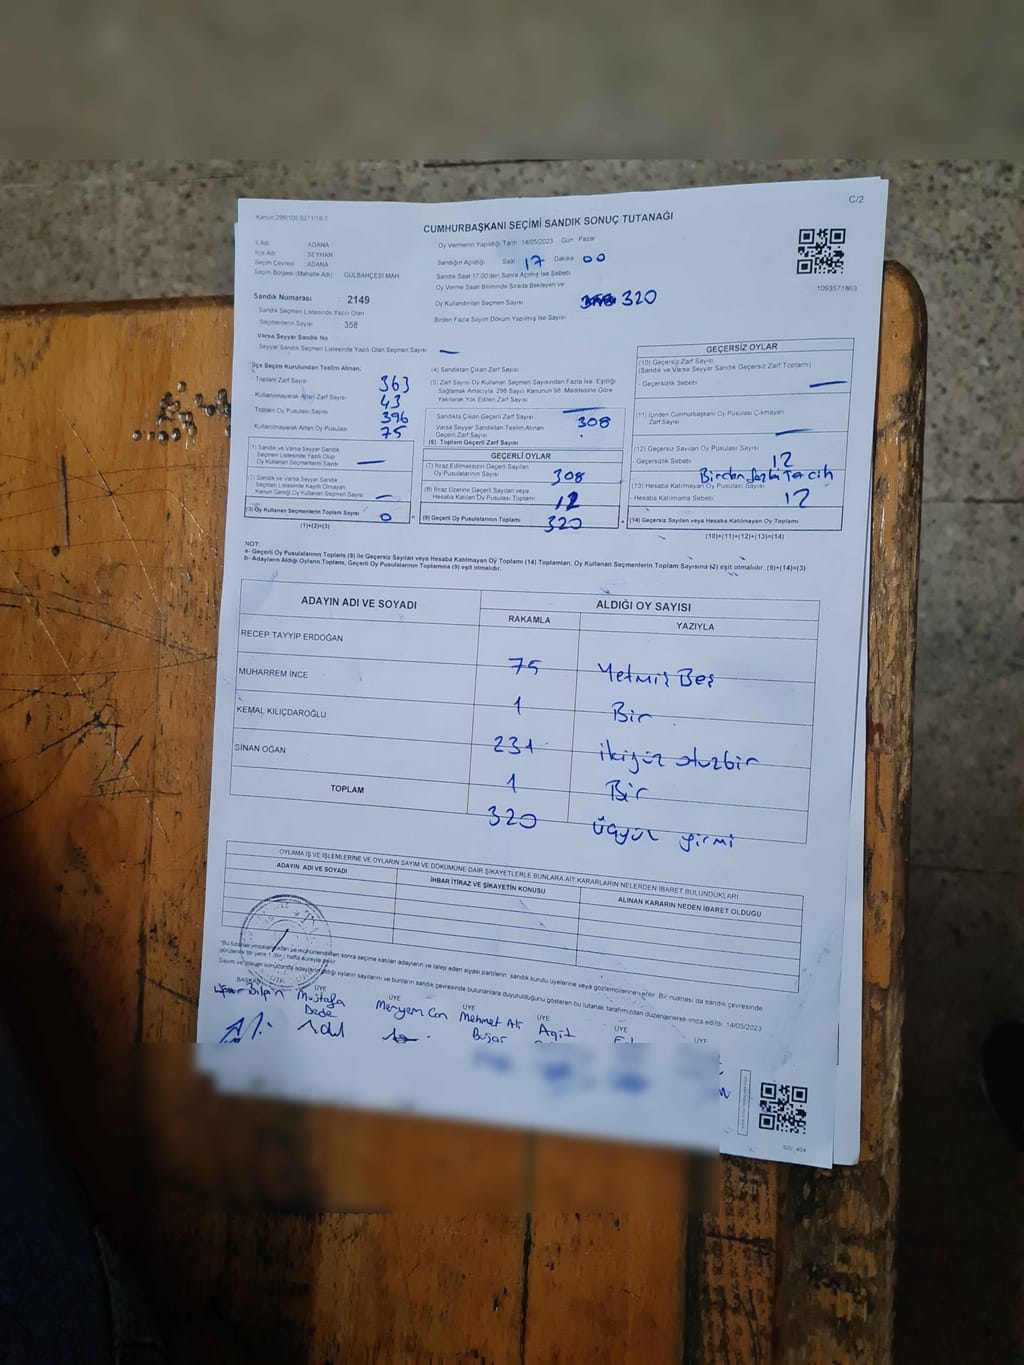 C/2
Kanun:298/105 6271/16-1
CUMHURBAŞKANI SEÇİMİ SANDIK SONUÇ TUTANAĞI
İl Adı : ADANA
İlçe Adı : SEYHAN
Seçim Çevresi : ADANA
Seçim Bölgesi (Mahalle Adı) : GÜLBAHÇESİ MAH
Sandık Numarası : 2149
Sandık Seçmen Listesinde Yazılı Olan
Seçmenlerin Sayısı : 358
Varsa Seyyar Sandık No
Seyyar Sandık Seçmen Listesinde Yazılı Olan Seçmen Sayısı —
Oy Vermenin Yapıldığı Tarih 14/05/2023 Gün Pazar
Sandığın Açıldığı Saat 17 Dakika 00
Sandık Saat 17:00'den Sonra Açılmış İse Sebebi
Oy Verme Saati Bitiminde Sırada Bekleyen ve
Oy Kullandırılan Seçmen Sayısı 320
Birden Fazla Sayım Döküm Yapılmış İse Sayısı
1093571863
İlçe Seçim Kurulundan Teslim Alınan;
Toplam Zarf Sayısı 363
Kullanılmayarak Artan Zarf Sayısı 43
Toplam Oy Pusulası Sayısı 396
Kullanılmayarak Artan Oy Pusulası 75
(1) Sandık ve Varsa Seyyar Sandık
Seçmen Listesinde Yazılı Olup
Oy Kullanan Seçmenlerin Sayısı —
(2) Sandık ve Varsa Seyyar Sandık
Seçmen Listesinde Kayıtlı Olmayan
Kanun Gereği Oy Kullanan Seçmen Sayısı —
(3) Oy Kullanan Seçmenlerin Toplam Sayısı 0
(1)+(2)=(3)
(4) Sandıktan Çıkan Zarf Sayısı
(5) Zarf Sayısı Oy Kullanan Seçmen Sayısından Fazla İse, Eşitliği
Sağlamak Amacıyla, 298 Sayılı Kanunun 98. Maddesine Göre
Yakılarak Yok Edilen Zarf Sayısı —
Sandıkta Çıkan Geçerli Zarf Sayısı 308
Varsa Seyyar Sandıktan Teslim Alınan
Geçerli Zarf Sayısı
(6) Toplam Geçerli Zarf Sayısı
GEÇERLİ OYLAR
(7) İtiraz Edilmeksizin Geçerli Sayılan
Oy Pusulalarının Sayısı 308
(8) İtiraz Üzerine Geçerli Sayılan veya
Hesaba Katılan Oy Pusulası Toplamı 12
(9) Geçerli Oy Pusulalarının Toplamı 320
GEÇERSİZ OYLAR
(10) Geçersiz Zarf Sayısı
(Sandık ve Varsa Seyyar Sandık Geçersiz Zarf Toplamı)
Geçersizlik Sebebi —
(11) İçinden Cumhurbaşkanı Oy Pusulası Çıkmayan
Zarf Sayısı —
(12) Geçersiz Sayılan Oy Pusulası Sayısı 12
Geçersizlik Sebebi Birden fazla Tercih
(13) Hesaba Katılmayan Oy Pusulası Sayısı
Hesaba Katılmama Sebebi 12
(14) Geçersiz Sayılan veya Hesaba Katılmayan Oy Toplamı
(10)+(11)+(12)+(13)=(14)
NOT:
a- Geçerli Oy Pusulalarının Toplamı (9) ile Geçersiz Sayılan veya Hesaba Katılmayan Oy Toplamı (14) Toplamları, Oy Kullanan Seçmenlerin Toplam Sayısına (3) eşit olmalıdır. (9)+(14)=(3)
b- Adayların Aldığı Oyların Toplamı, Geçerli Oy Pusulalarının Toplamına (9) eşit olmalıdır.
ADAYIN ADI VE SOYADI
ALDIĞI OY SAYISI
RAKAMLA YAZIYLA
RECEP TAYYİP ERDOĞAN 75 Yetmiş Beş
MUHARREM İNCE 1 Bir
KEMAL KILIÇDAROĞLU 231 ikiyüz otuzbir
SİNAN OĞAN 1 Bir
TOPLAM 320 üçyüz yirmi
OYLAMA İŞ VE İŞLEMLERİNE VE OYLARIN SAYIM VE DÖKÜMÜNE DAİR ŞİKAYETLERLE BUNLARA AİT KARARLARIN NELERDEN İBARET BULUNDUKLARI
ADAYIN ADI VE SOYADI İHBAR İTİRAZ VE ŞİKAYETİN KONUSU ALINAN KARARIN NEDEN İBARET OLDUĞU
"Bu tutanak imzalandıktan ve mühürlendikten sonra seçime katılan adayların ve talep eden siyasi partilerin sandık kurulu üyelerine veya gözlemcilerine verilir. Bir nüshası da sandık çevresinde
görülecek bir yere 1 (bir) hafta süreyle asılır
Sayım ve döküm sonucunda adayların aldığı oyların sayılarını ve bunların sandık çevresinde bulunanlara duyurulduğunu gösteren bu tutanak tarafımızdan düzenlenerek imza edildi. 14/05/2023
BAŞKAN ÜYE ÜYE ÜYE ÜYE ÜYE ÜYE
Bilgin Mustafa Dede Meryem Can Mehmet Ali Buşar Agit